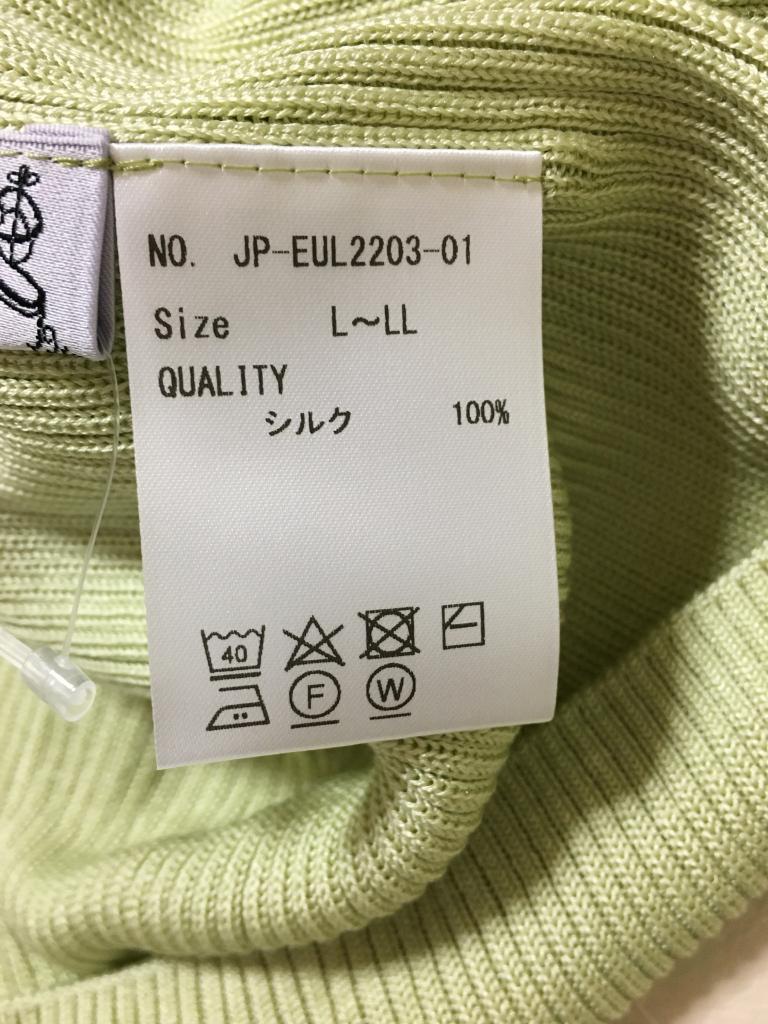 NO. JP-EUL2203-01
Size L〜LL
QUALITY
シルク 100%
40
F W